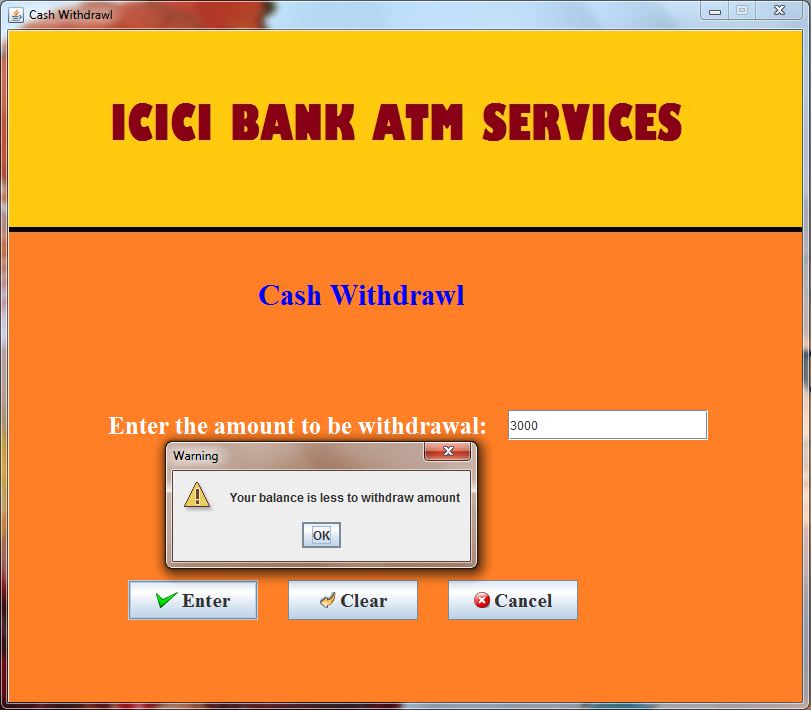 Cash Withdrawl
ICICI BANK ATM SERVICES
Cash Withdrawl
Enter the amount to be withdrawal: 3000
Warning
Your balance is less to withdraw amount
OK
Enter Clear Cancel